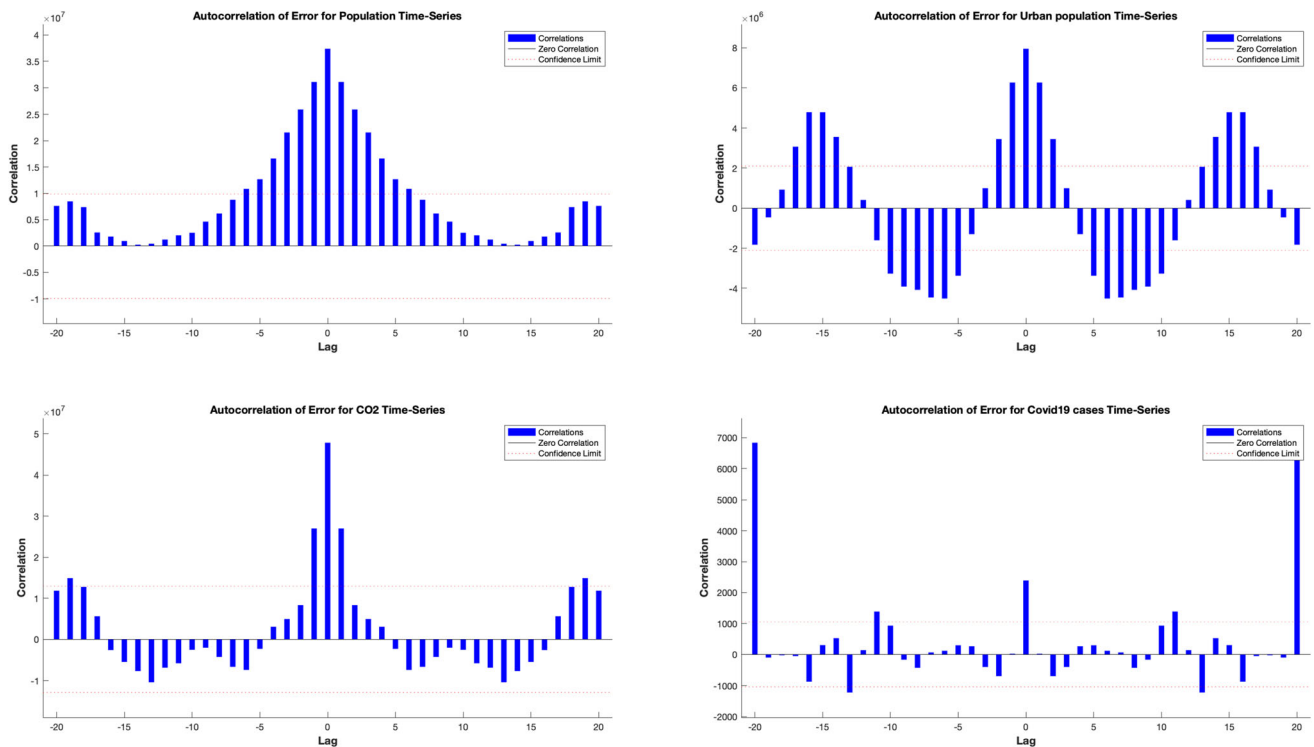 Autocorrelation of Error for Population Time-Series
×10⁷
4
3.5
3
2.5
2
1.5
1
0.5
0
-0.5
-1
Correlation
-20 -15 -10 -5 0 5 10 15 20
Lag
Correlations
Zero Correlation
Confidence Limit
Autocorrelation of Error for Urban population Time-Series
×10⁶
8
6
4
2
0
-2
-4
Correlation
-20 -15 -10 -5 0 5 10 15 20
Lag
Correlations
Zero Correlation
Confidence Limit
Autocorrelation of Error for CO2 Time-Series
×10⁷
5
4
3
2
1
0
-1
Correlation
-20 -15 -10 -5 0 5 10 15 20
Lag
Correlations
Zero Correlation
Confidence Limit
Autocorrelation of Error for Covid19 cases Time-Series
7000
6000
5000
4000
3000
2000
1000
0
-1000
-2000
Correlation
-20 -15 -10 -5 0 5 10 15 20
Lag
Correlations
Zero Correlation
Confidence Limit